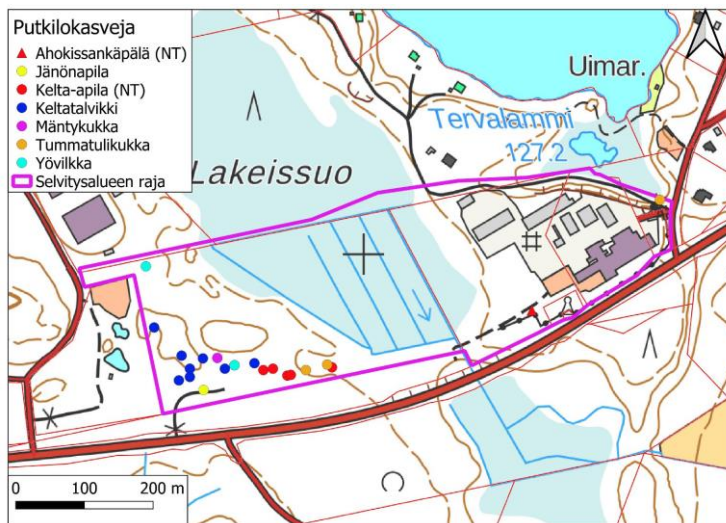 Putkilokasveja
Ahokissankäpälä (NT)
Jänönapila
Kelta-apila (NT)
Keltatalvikki
Mäntykukka
Tummatulikukka
Yövilkka
Selvitysalueen raja
Uimar.
Tervalammi
127.2
Lakeissuo
0 100 200 m